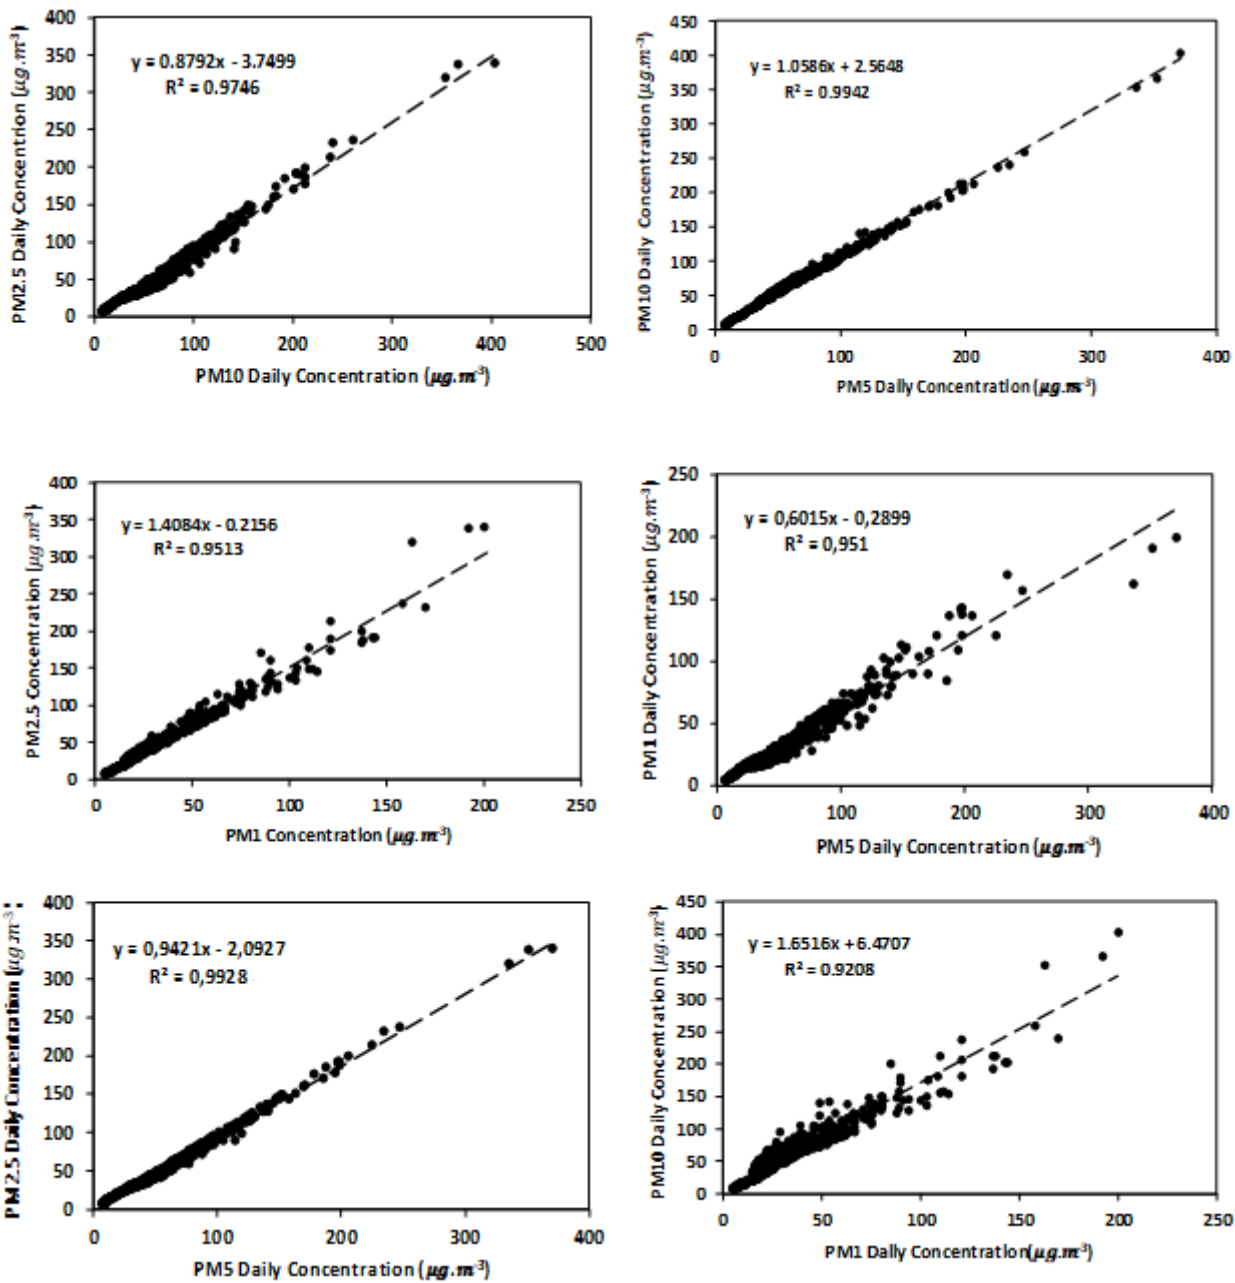 PM2.5 Daily Concentrion (μg.m⁻³)
400
350
300
250
200
150
100
50
0
y = 0.8792x - 3.7499
R² = 0.9746
0 100 200 300 400 500
PM10 Daily Concentration (μg.m⁻³)
PM10 Daily Concentration (μg.m⁻³)
450
400
350
300
250
200
150
100
50
0
y = 1.0586x + 2.5648
R² = 0.9942
0 100 200 300 400
PM5 Daily Concentration (μg.m⁻³)
PM2.5 Concentration (μg.m⁻³)
400
350
300
250
200
150
100
50
0
y = 1.4084x - 0.2156
R² = 0.9513
0 50 100 150 200 250
PM1 Concentration (μg.m⁻³)
PM1 Daily Concentration (μg.m⁻³)
250
200
150
100
50
0
y = 0,6015x - 0,2899
R² = 0,951
0 100 200 300 400
PM5 Daily Concentration (μg.m⁻³)
PM2.5 Daily Concentration (μg.m⁻³
400
350
300
250
200
150
100
50
0
y = 0,9421x - 2,0927
R² = 0,9928
0 100 200 300 400
PM5 Daily Concentration (μg.m⁻³)
PM10 Daily Concentration (μg.m⁻³)
450
400
350
300
250
200
150
100
50
0
y = 1.6516x + 6.4707
R² = 0.9208
0 50 100 150 200 250
PM1 Daily Concentration(μg.m⁻³)